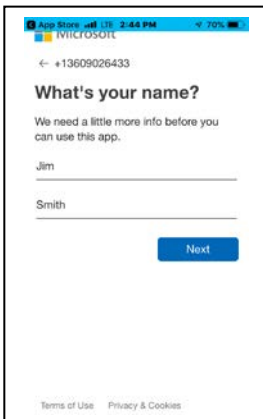 App Store LTE 2:44 PM 70%
Microsoft
← +13609026433
What's your name?
We need a little more info before you
can use this app.
Jim
Smith
Next
Terms of Use Privacy & Cookies